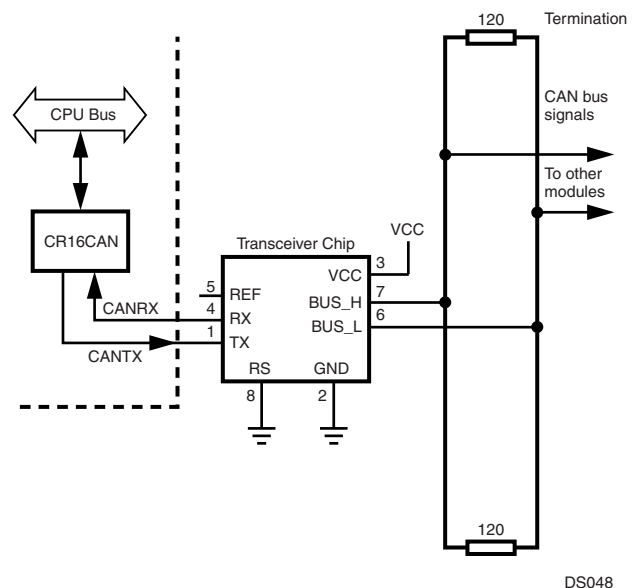 120
Termination
CPU Bus
CAN bus
signals
To other
modules
CR16CAN
Transceiver Chip
VCC
3
VCC
5
REF
7
BUS_H
CANRX
4
RX
6
BUS_L
1
TX
CANTX
RS
GND
8
2
120
DS048